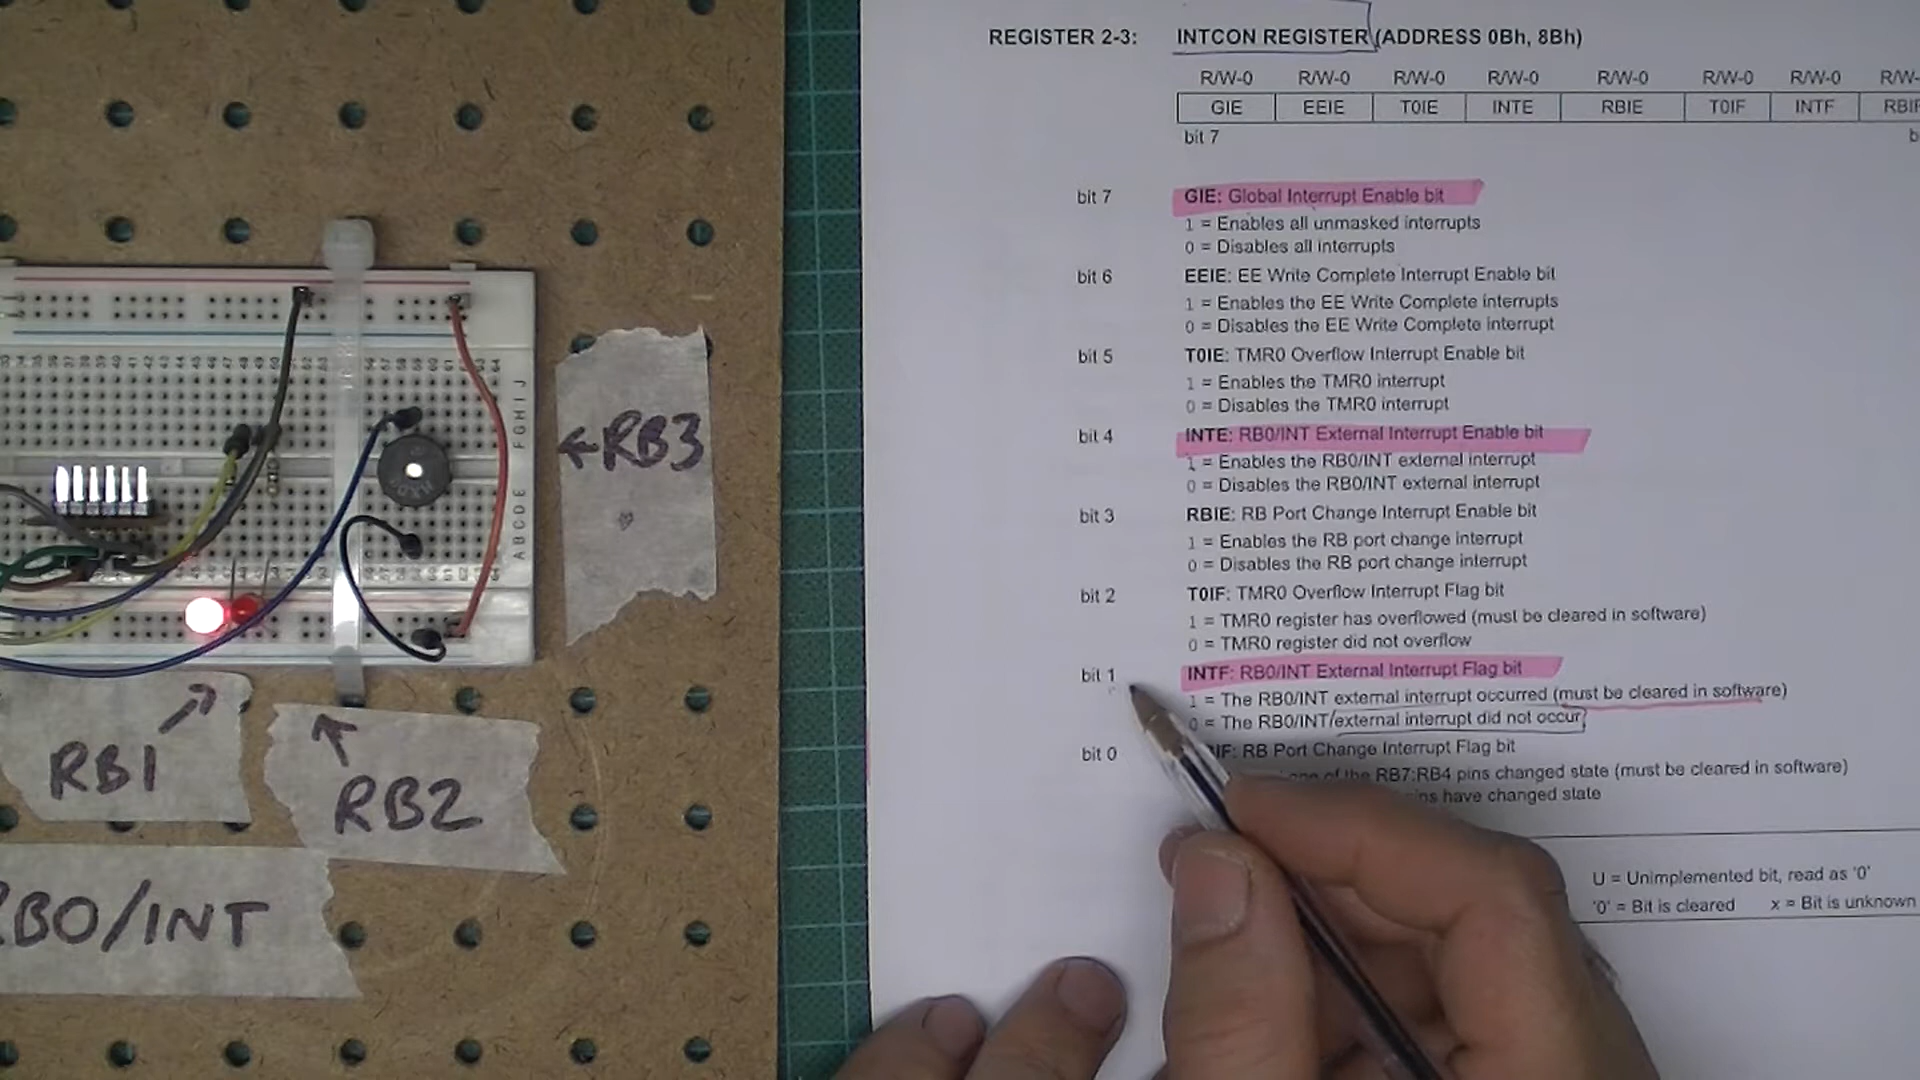 REGISTER 2-3: INTCON REGISTER (ADDRESS 0Bh, 8Bh)
R/W-0 R/W-0 R/W-0 R/W-0 R/W-0 R/W-0 R/W-0 R/W-
GIE EEIE T0IE INTE RBIE T0IF INTF RBIF
bit 7 b
bit 7 GIE: Global Interrupt Enable bit
1 = Enables all unmasked interrupts
0 = Disables all interrupts
bit 6 EEIE: EE Write Complete Interrupt Enable bit
1 = Enables the EE Write Complete interrupts
0 = Disables the EE Write Complete interrupt
bit 5 T0IE: TMR0 Overflow Interrupt Enable bit
1 = Enables the TMR0 interrupt
0 = Disables the TMR0 interrupt
bit 4 INTE: RB0/INT External Interrupt Enable bit
1 = Enables the RB0/INT external interrupt
0 = Disables the RB0/INT external interrupt
bit 3 RBIE: RB Port Change Interrupt Enable bit
1 = Enables the RB port change interrupt
0 = Disables the RB port change interrupt
bit 2 T0IF: TMR0 Overflow Interrupt Flag bit
1 = TMR0 register has overflowed (must be cleared in software)
0 = TMR0 register did not overflow
bit 1 INTF: RB0/INT External Interrupt Flag bit
1 = The RB0/INT external interrupt occurred (must be cleared in software)
0 = The RB0/INT external interrupt did not occur
bit 0 IF: RB Port Change Interrupt Flag bit
one of the RB7:RB4 pins changed state (must be cleared in software)
pins have changed state
U = Unimplemented bit, read as '0'
'0' = Bit is cleared x = Bit is unknown
←RB3
RB1
RB2
RB0/INT
J
I
H
G
F
E
D
C
B
A